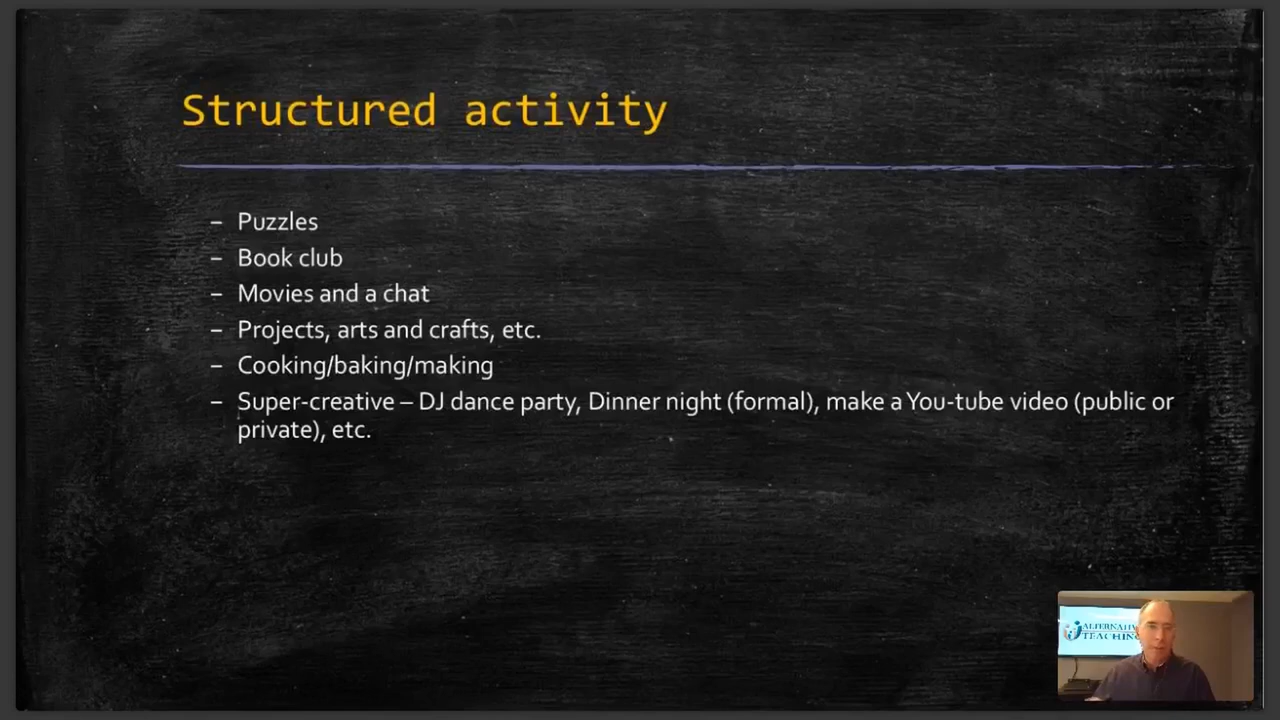 Structured activity
– Puzzles
– Book club
– Movies and a chat
– Projects, arts and crafts, etc.
– Cooking/baking/making
– Super-creative – DJ dance party, Dinner night (formal), make a You-tube video (public or
private), etc.
TEACHING